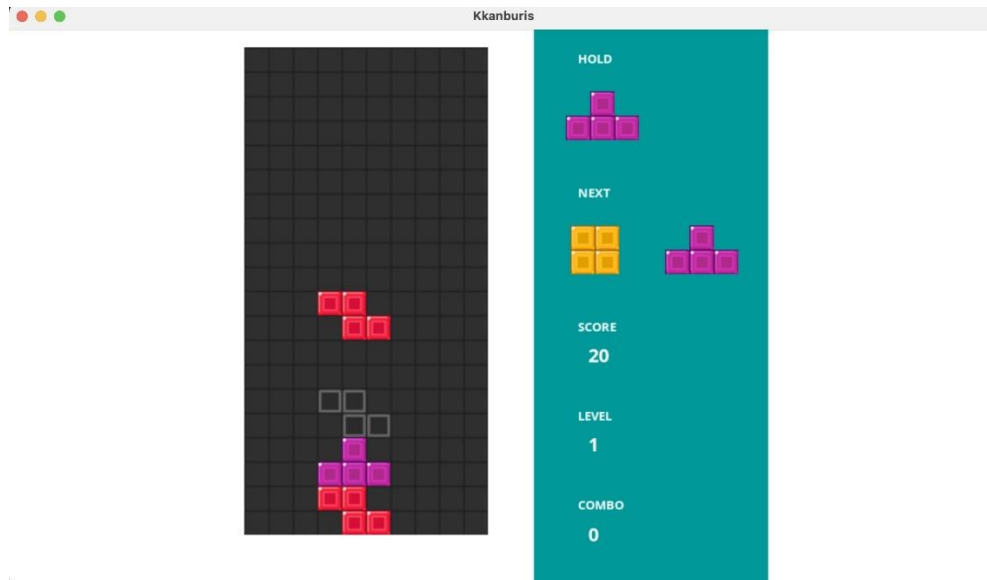 Kkanburis
HOLD
NEXT
SCORE
20
LEVEL
1
COMBO
0